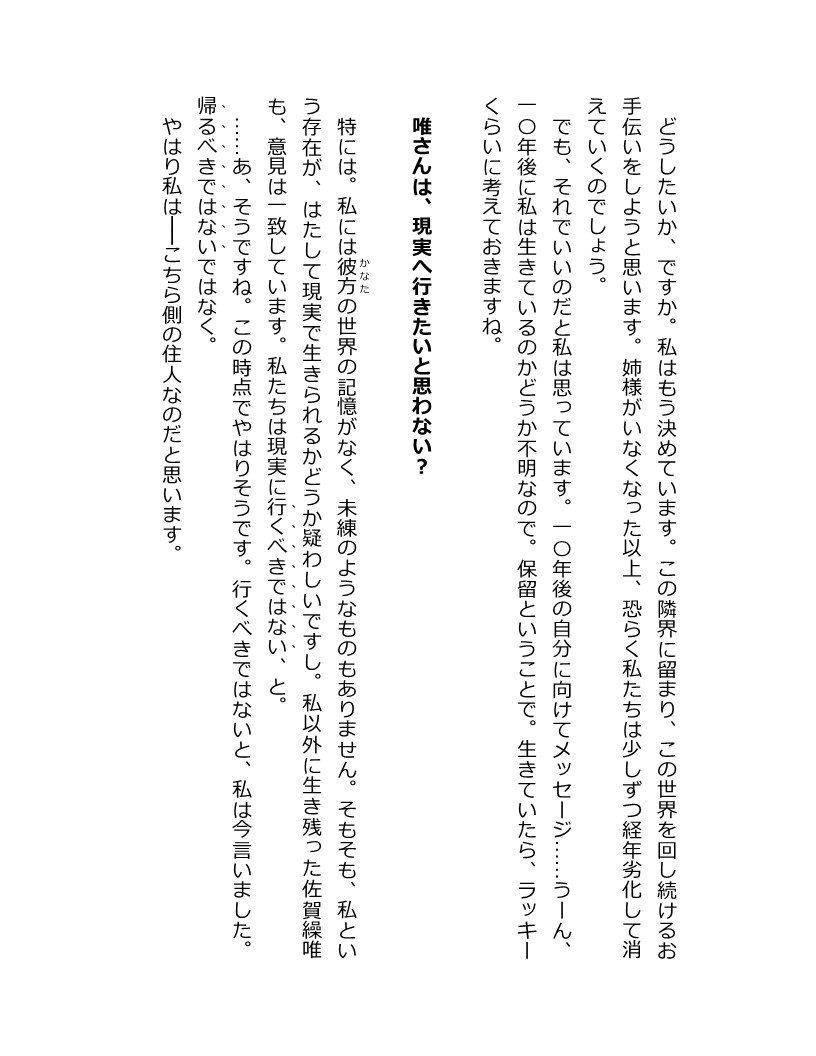 どうしたいか、ですか。私はもう決めています。この隣界に留まり、この世界を回し続けるお
手伝いをしようと思います。姉様がいなくなった以上、恐らく私たちは少しずつ経年劣化して消
えていくのでしょう。
でも、それでいいのだと私は思っています。一〇年後の自分に向けてメッセージ……うーん、
一〇年後に私は生きているのかどうか不明なので。保留ということで。生きていたら、ラッキー
くらいに考えておきますね。
唯さんは、現実へ行きたいと思わない？
特には。私には彼方の世界の記憶がなく、未練のようなものもありません。そもそも、私とい
かなた
う存在が、はたして現実で生きられるかどうか疑わしいですし。私以外に生き残った佐賀繰唯
も、意見は一致しています。私たちは現実に行くべきではない、と。
……あ、そうですね。この時点でやはりそうです。行くべきではないと、私は今言いました。
帰るべきではないではなく。
やはり私は――こちら側の住人なのだと思います。